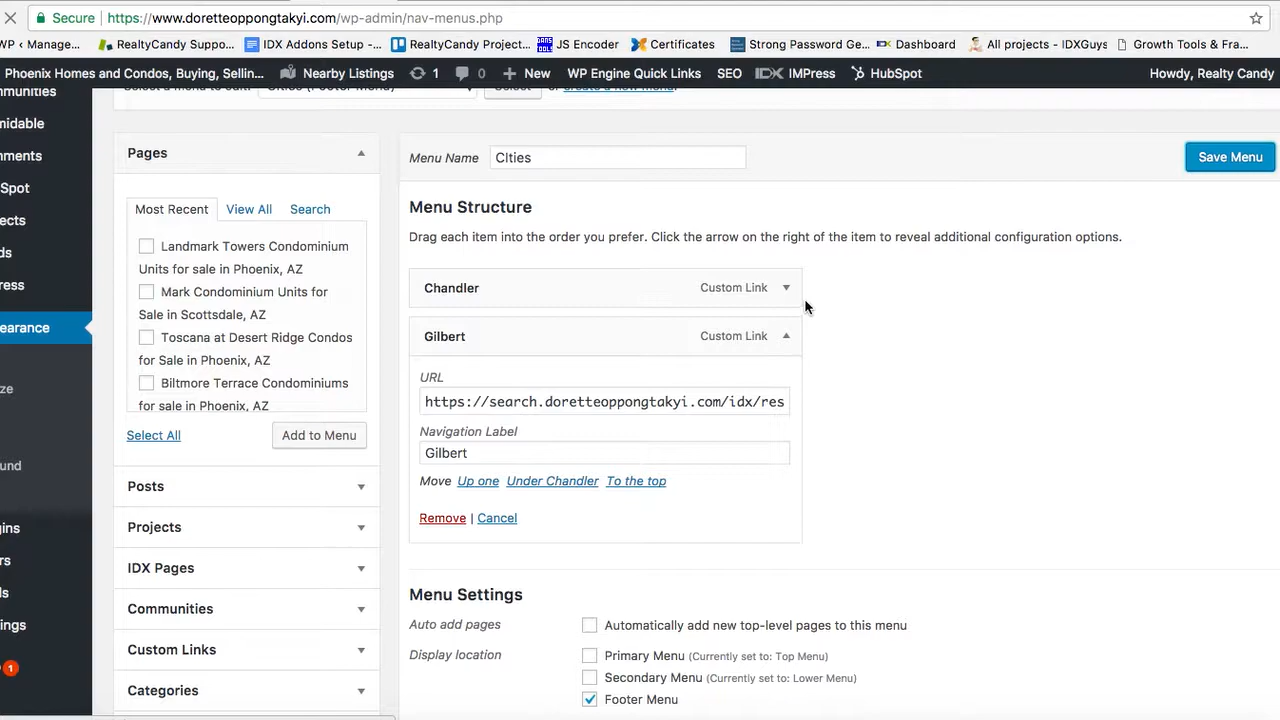 Secure https://www.doretteoppongtakyi.com/wp-admin/nav-menus.php
WP ‹ Manage... RealtyCandy Suppo... IDX Addons Setup -... RealtyCandy Project... JS Encoder Certificates Strong Password Ge... Dashboard All projects - IDXGuys Growth Tools & Fra...
Phoenix Homes and Condos, Buying, Sellin... Nearby Listings 1 0 New WP Engine Quick Links SEO IDX IMPress HubSpot Howdy, Realty Candy
Select a menu to edit: Cities (Footer Menu) Select or create a new menu.
mmunities
midable
mments
Spot
ects
ds
ress
earance
ze
und
gins
rs
ls
ings
1
Pages
Most Recent View All Search
Landmark Towers Condominium
Units for sale in Phoenix, AZ
Mark Condominium Units for
Sale in Scottsdale, AZ
Toscana at Desert Ridge Condos
for Sale in Phoenix, AZ
Biltmore Terrace Condominiums
for sale in Phoenix, AZ
Select All Add to Menu
Posts
Projects
IDX Pages
Communities
Custom Links
Categories
Menu Name CIties Save Menu
Menu Structure
Drag each item into the order you prefer. Click the arrow on the right of the item to reveal additional configuration options.
Chandler Custom Link
Gilbert Custom Link
URL
https://search.doretteoppongtakyi.com/idx/res
Navigation Label
Gilbert
Move Up one Under Chandler To the top
Remove | Cancel
Menu Settings
Auto add pages Automatically add new top-level pages to this menu
Display location Primary Menu (Currently set to: Top Menu)
Secondary Menu (Currently set to: Lower Menu)
Footer Menu